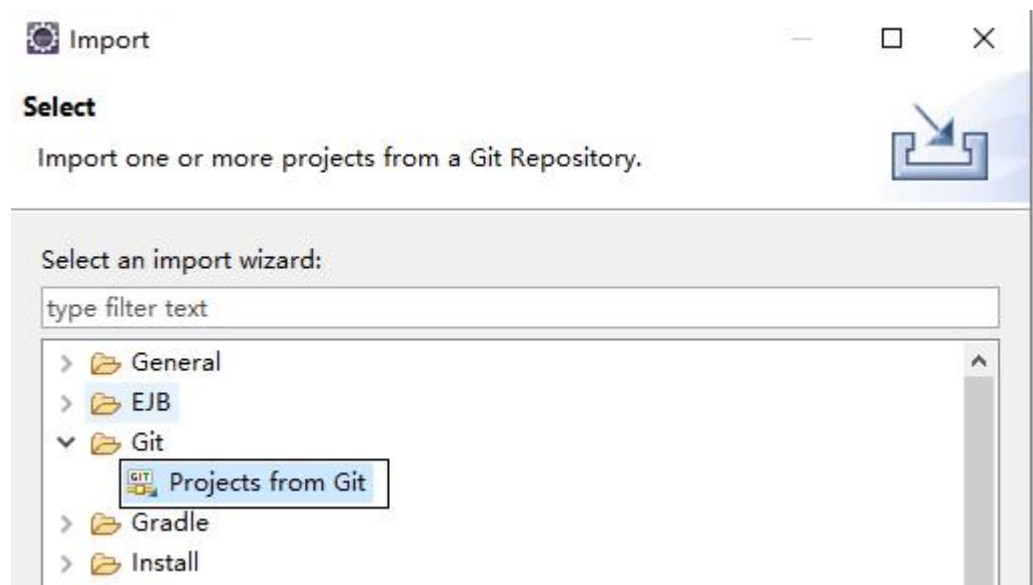 Import
Select
Import one or more projects from a Git Repository.
Select an import wizard:
type filter text
General
EJB
Git
GIT Projects from Git
Gradle
Install